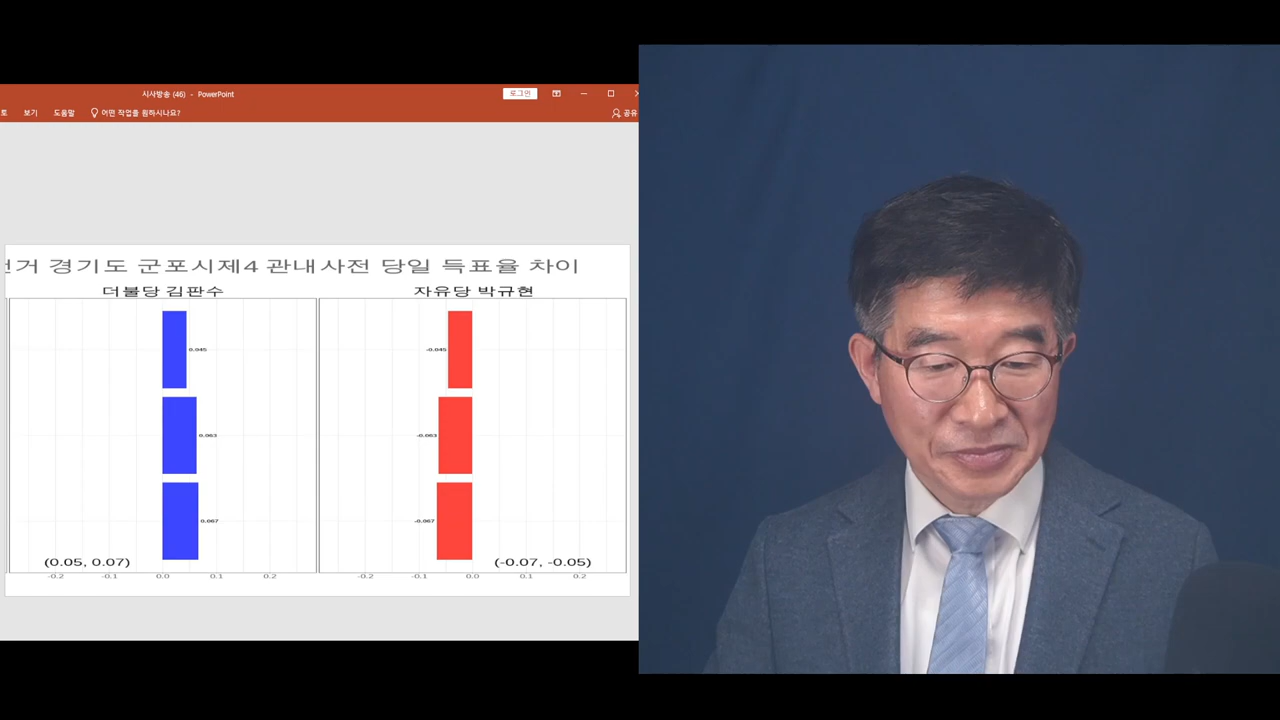 시사방송 (46) - PowerPoint
로그인
토 보기 도움말 어떤 작업을 원하시나요? 공유
거 경기도 군포시제4 관내사전 당일 득표율 차이
더불당 김판수
자유당 박규현
0.045
-0.045
0.063
-0.063
0.067
-0.067
(0.05, 0.07)
(-0.07, -0.05)
-0.2 -0.1 0.0 0.1 0.2
-0.2 -0.1 0.0 0.1 0.2